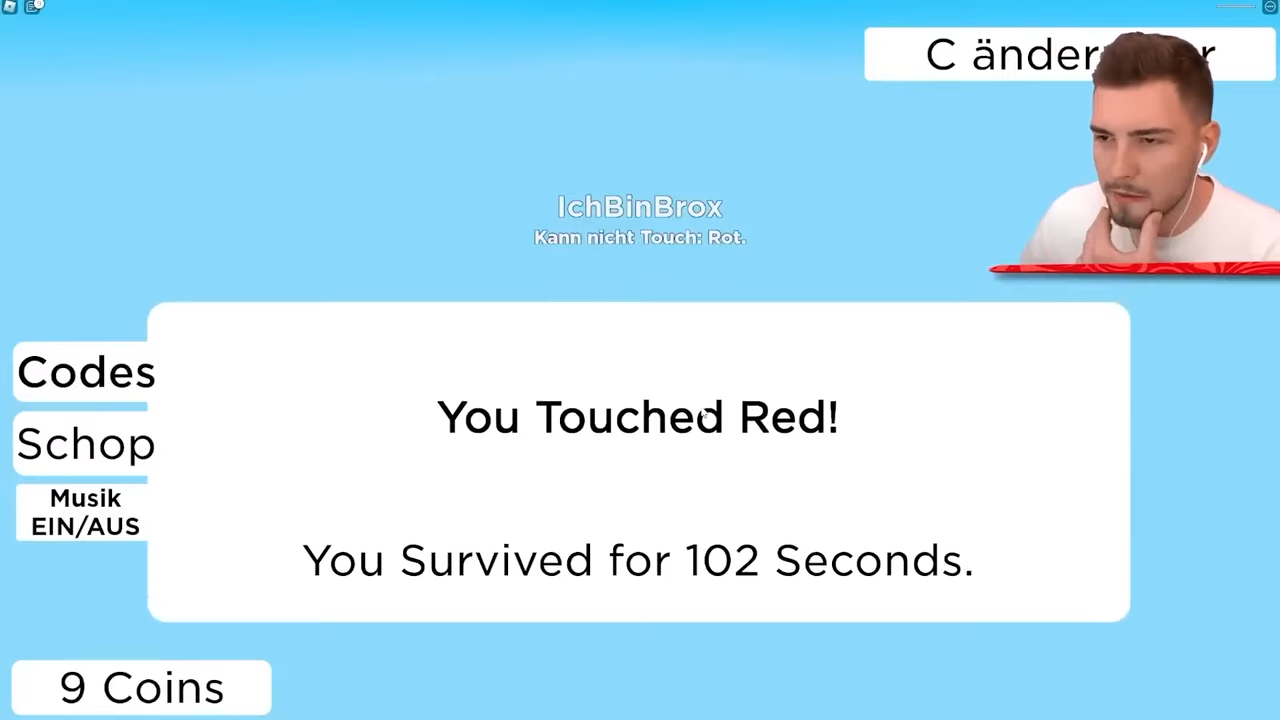 C änder
IchBinBrox
Kann nicht Touch: Rot.
Codes
You Touched Red!
Schop
Musik
EIN/AUS
You Survived for 102 Seconds.
9 Coins